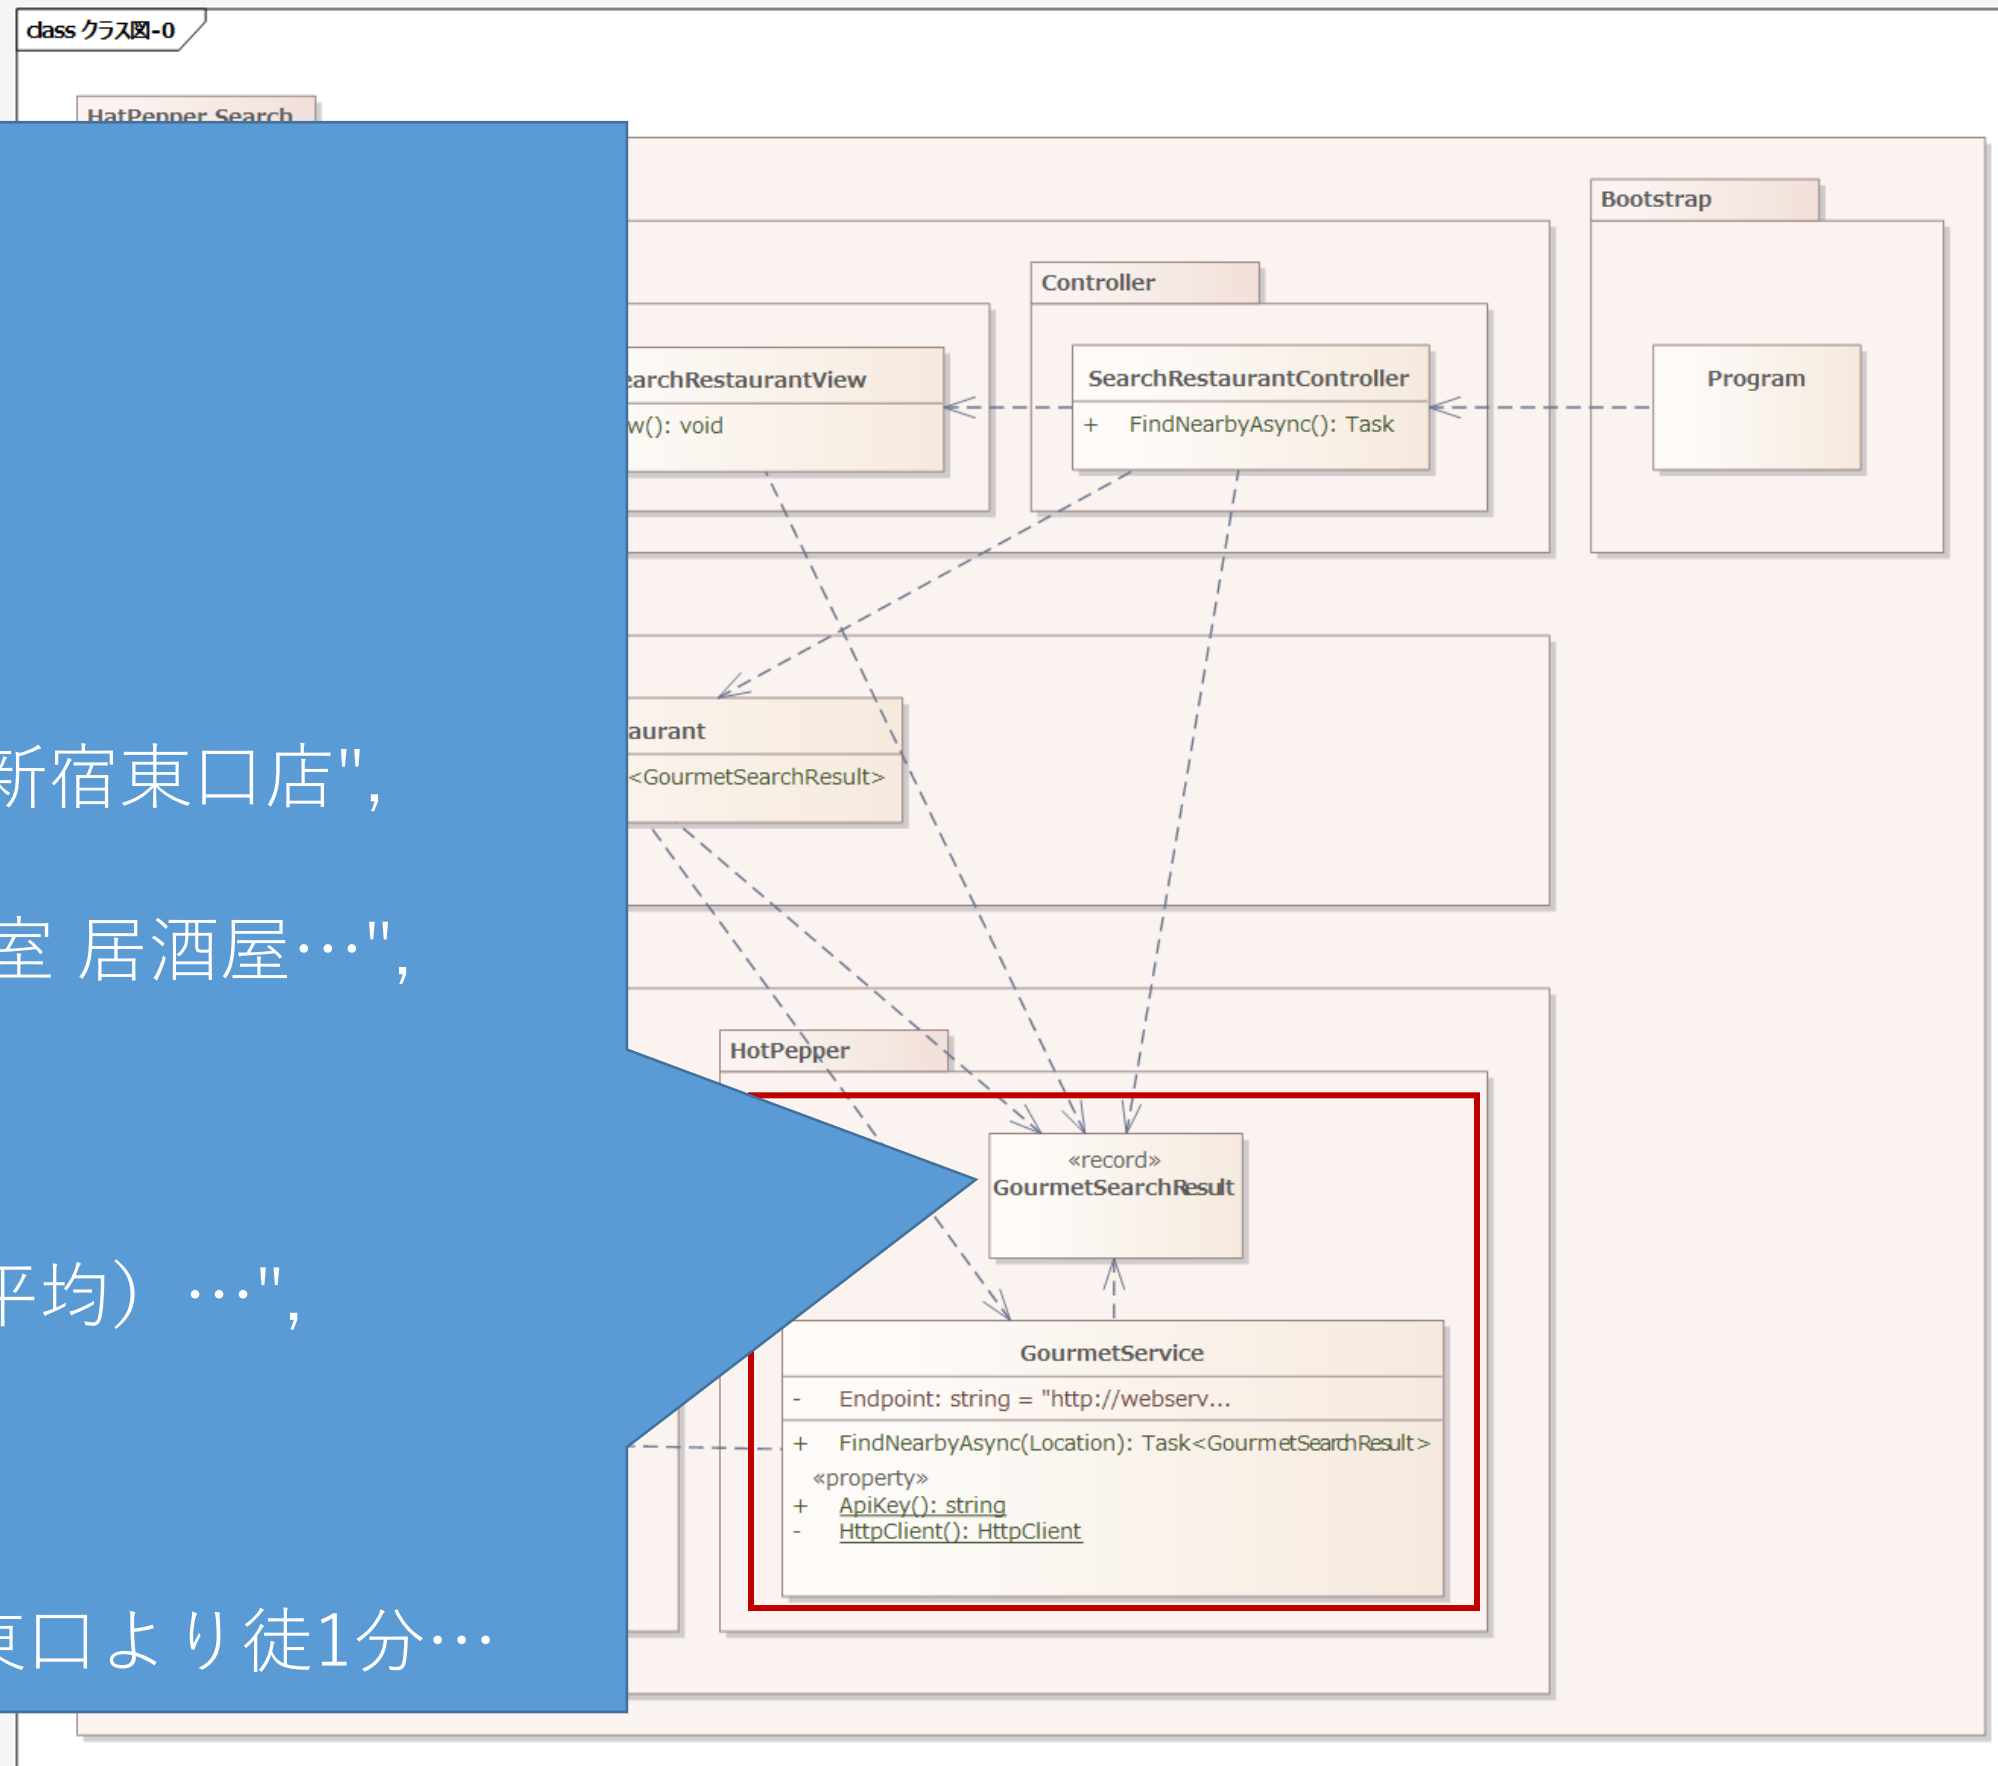 class クラス図-0
HatPepper.Search
Bootstrap
Controller
earchRestaurantView
w(): void
SearchRestaurantController
+ FindNearbyAsync(): Task
Program
aurant
<GourmetSearchResult>
新宿東口店",
室 居酒屋…",
平均）…",
東口より徒1分…
HotPepper
«record»
GourmetSearchResult
GourmetService
- Endpoint: string = "http://webserv...
+ FindNearbyAsync(Location): Task<GourmetSearchResult>
«property»
+ ApiKey(): string
- HttpClient(): HttpClient